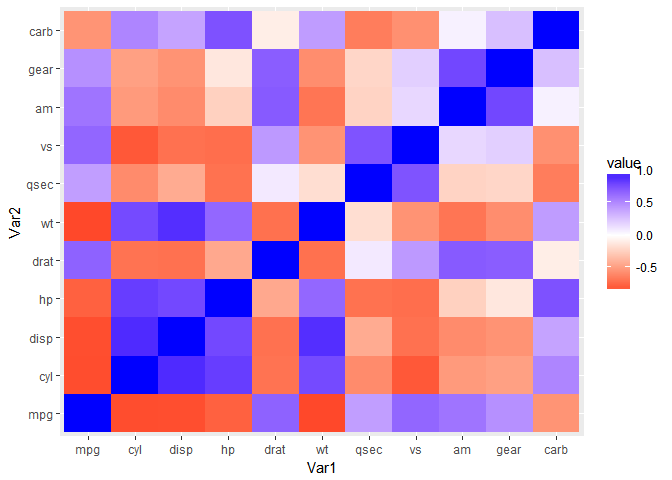 carb
gear
am
vs
qsec
wt
drat
hp
disp
cyl
mpg
Var2
mpg cyl disp hp drat wt qsec vs am gear carb
Var1
value
1.0
0.5
0.0
-0.5